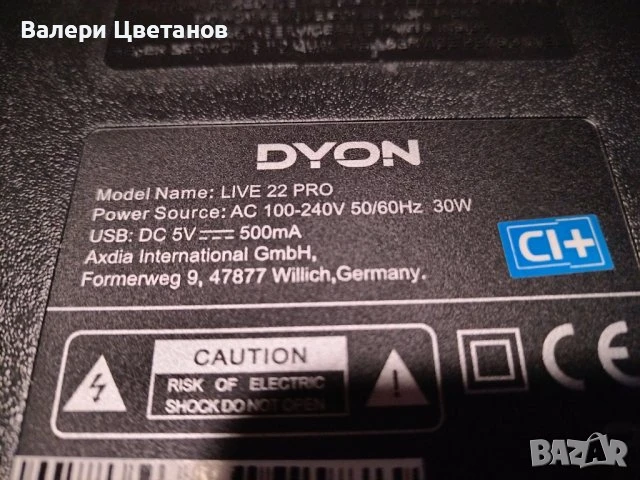 Валери Цветанов
DYON
Model Name: LIVE 22 PRO
Power Source: AC 100-240V 50/60Hz 30W
USB: DC 5V 500mA
Axdia International GmbH,
Formerweg 9, 47877 Willich,Germany.
CI+
CAUTION
RISK OF ELECTRIC
SHOCK DO NOT OPEN
CE
BAZAR